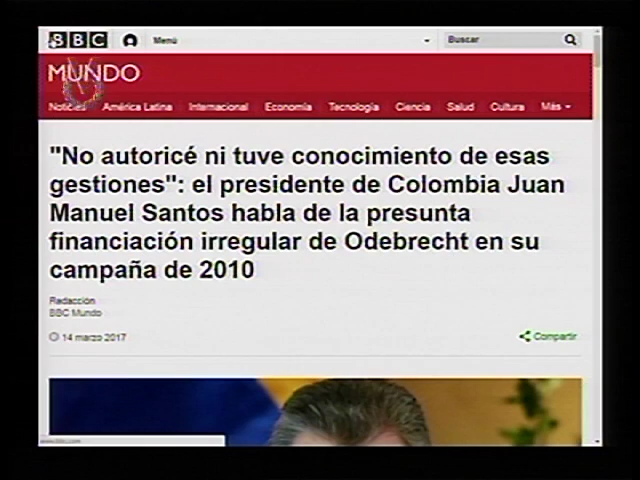 BBC Menú Buscar
MUNDO
Noticias América Latina Internacional Economía Tecnología Ciencia Salud Cultura Más
"No autoricé ni tuve conocimiento de esas
gestiones": el presidente de Colombia Juan
Manuel Santos habla de la presunta
financiación irregular de Odebrecht en su
campaña de 2010
Redacción
BBC Mundo
14 marzo 2017 Compartir